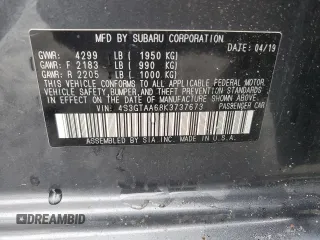 MFD BY SUBARU CORPORATION
DATE: 04/19
GVWR: 4299 LB ( 1950 KG)
GAWR: F 2183 LB ( 990 KG)
GAWR: R 2205 LB ( 1000 KG)
THIS VEHICLE CONFORMS TO ALL APPLICABLE
FEDERAL MOTOR VEHICLE SAFETY,
BUMPER, AND THEFT PREVENTION STANDARDS
IN EFFECT ON THE DATE OF
MANUFACTURE SHOWN ABOVE.
VIN: 4S3GTAA68K3737673 PASSENGER CAR
ASSEMBLED BY SIA INC. MADE IN U.S.A.
DREAMBID